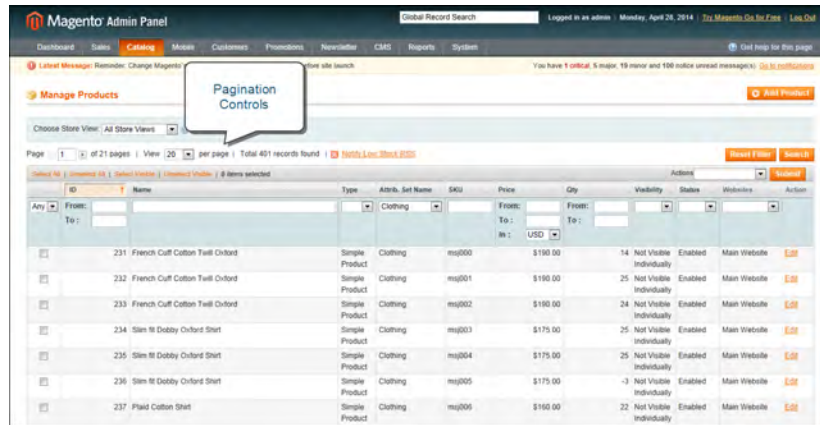 Magento Admin Panel
Global Record Search
Logged in as admin | Monday, April 28, 2014 | Try Magento Go for Free | Log Out
Dashboard Sales Catalog Mobile Customers Promotions Newsletter CMS Reports System
Get help for this page
Latest Message: Reminder: Change Magento's fore site launch
You have 1 critical, 5 major, 19 minor and 100 notice unread message(s). Go to notifications
Pagination
Controls
Manage Products
Add Product
Choose Store View: All Store Views
Page 1 of 21 pages | View 20 per page | Total 401 records found | Notify Low Stock RSS
Reset Filter Search
Select All | Unselect All | Select Visible | Unselect Visible | 0 items selected
Actions Submit
ID Name Type Attrib. Set Name SKU Price Qty Visibility Status Websites Action
Any From: Clothing From: From:
To : To : To :
In : USD
231 French Cuff Cotton Twill Oxford Simple Product Clothing msj000 $190.00 14 Not Visible Individually Enabled Main Website Edit
232 French Cuff Cotton Twill Oxford Simple Product Clothing msj001 $190.00 25 Not Visible Individually Enabled Main Website Edit
233 French Cuff Cotton Twill Oxford Simple Product Clothing msj002 $190.00 24 Not Visible Individually Enabled Main Website Edit
234 Slim fit Dobby Oxford Shirt Simple Product Clothing msj003 $175.00 25 Not Visible Individually Enabled Main Website Edit
235 Slim fit Dobby Oxford Shirt Simple Product Clothing msj004 $175.00 25 Not Visible Individually Enabled Main Website Edit
236 Slim fit Dobby Oxford Shirt Simple Product Clothing msj005 $175.00 -3 Not Visible Individually Enabled Main Website Edit
237 Plaid Cotton Shirt Simple Product Clothing msj006 $160.00 22 Not Visible Individually Enabled Main Website Edit